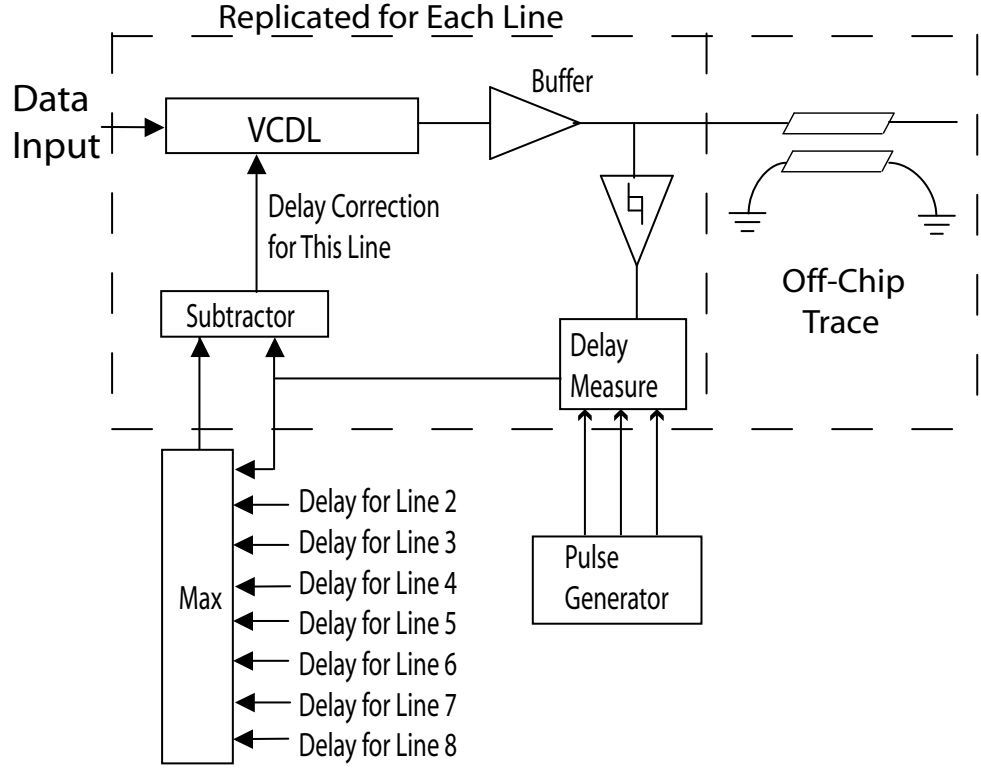 Replicated for Each Line
Data
Input
VCDL
Buffer
Delay Correction
for This Line
Subtractor
Delay
Measure
Off-Chip
Trace
Max
Delay for Line 2
Delay for Line 3
Delay for Line 4
Delay for Line 5
Delay for Line 6
Delay for Line 7
Delay for Line 8
Pulse
Generator